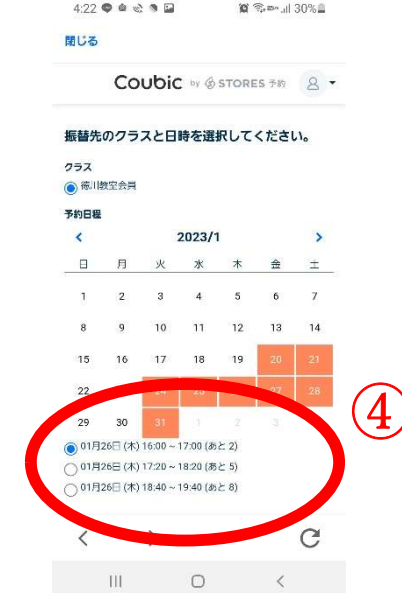 4:22 30%
閉じる
Coubic by STORES 予約
振替先のクラスと日時を選択してください。
クラス
徳川教室会員
予約日程
2023/1
日 月 火 水 木 金 土
1 2 3 4 5 6 7
8 9 10 11 12 13 14
15 16 17 18 19 20 21
22 24 25 27 28
29 30 31 1 2 3
01月26日 (木) 16:00 ~ 17:00 (あと 2)
01月26日 (木) 17:20 ~ 18:20 (あと 5)
01月26日 (木) 18:40 ~ 19:40 (あと 8)
④